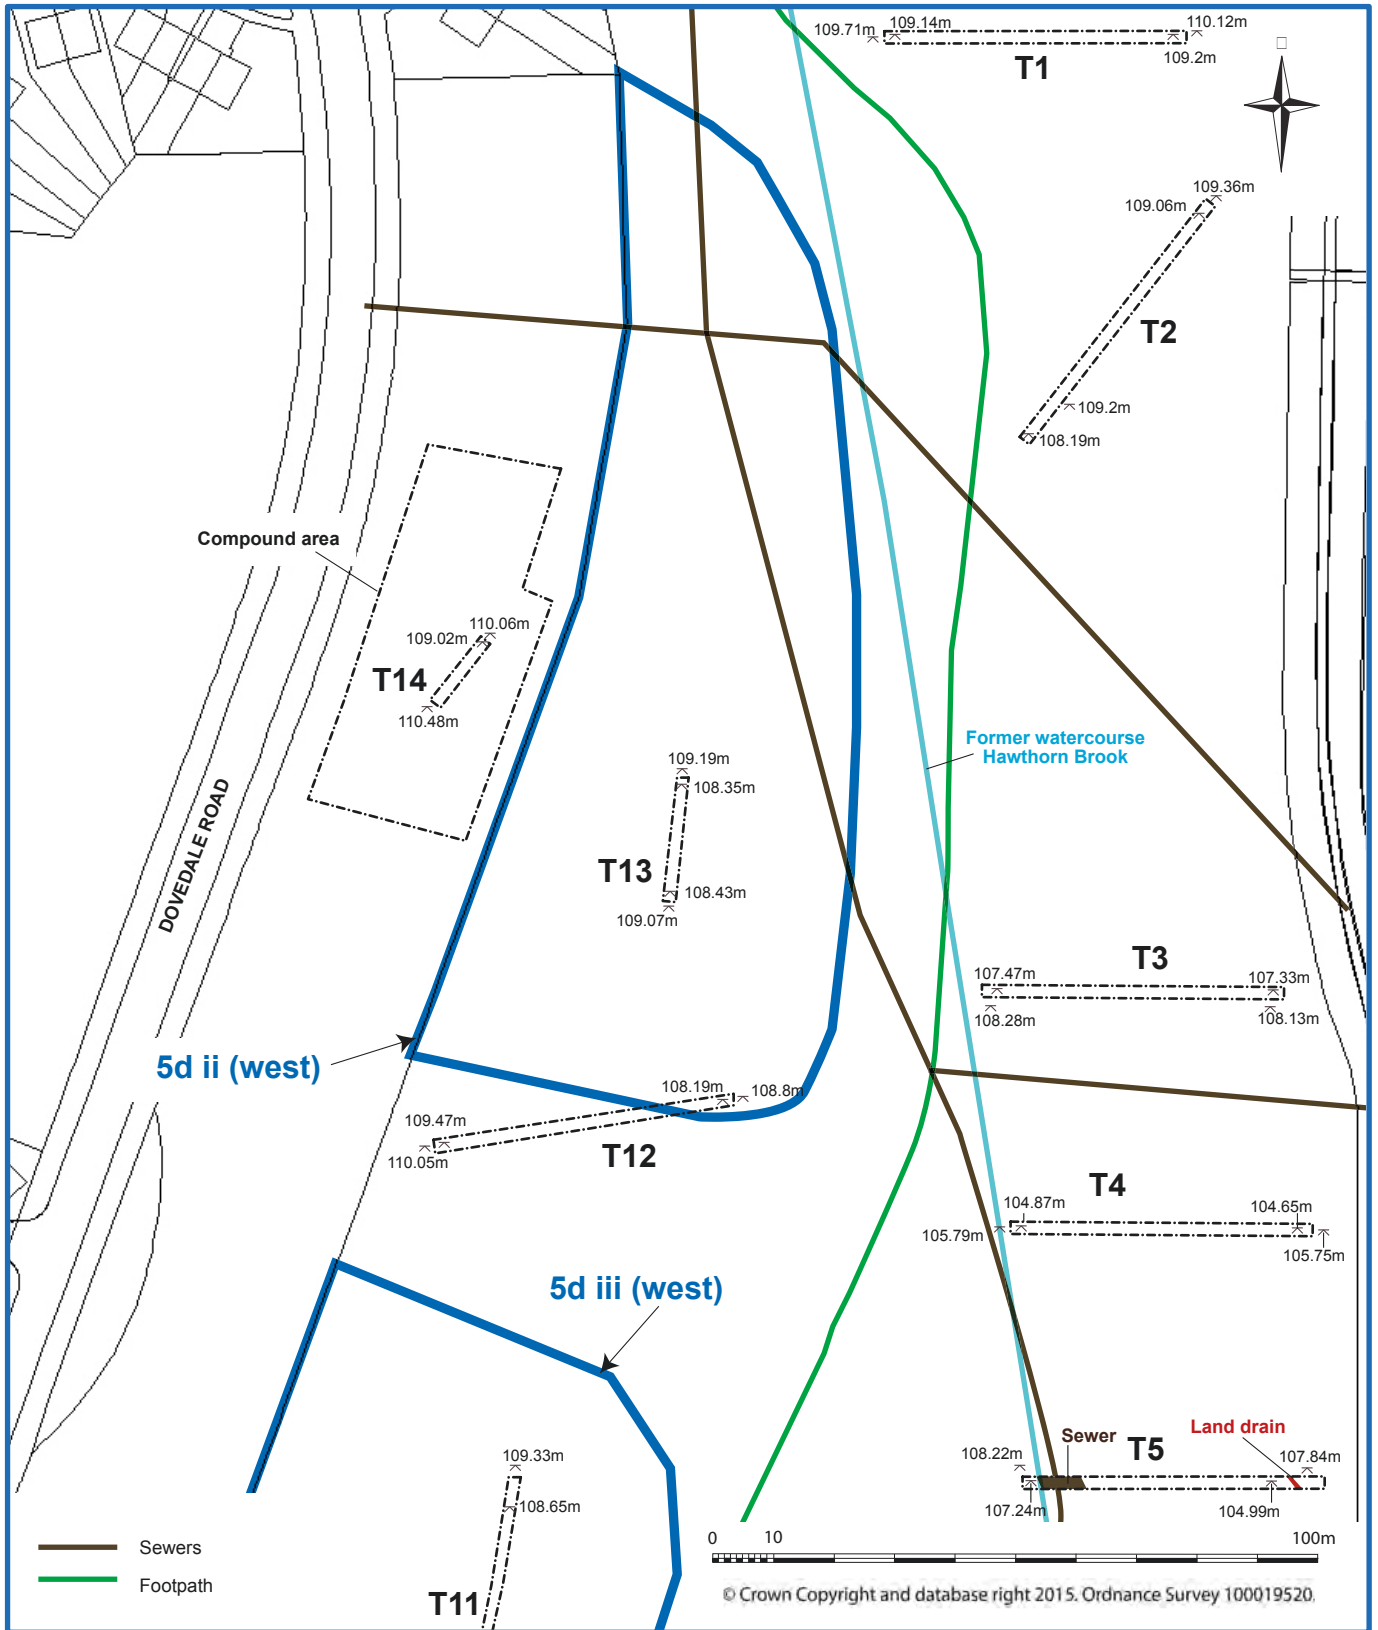 109.71m
109.14m
110.12m
109.2m
T1
109.36m
109.06m
T2
109.2m
108.19m
Compound area
110.06m
109.02m
T14
110.48m
Former watercourse
Hawthorn Brook
109.19m
108.35m
T13
108.43m
109.07m
DOVEDALE ROAD
T3
107.47m
107.33m
108.28m
108.13m
5d ii (west)
108.19m
108.8m
109.47m
110.05m
T12
T4
104.87m
104.65m
105.79m
105.75m
5d iii (west)
Sewer
T5
Land drain
108.22m
107.84m
107.24m
104.99m
109.33m
108.65m
T11
Sewers
Footpath
0
10
100m
© Crown Copyright and database right 2015. Ordnance Survey 100019520.